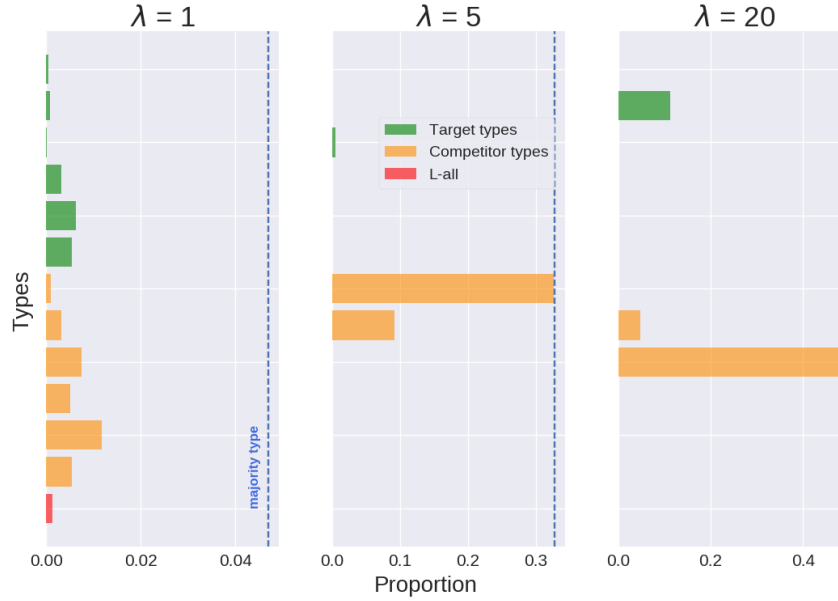 λ = 1
λ = 5
λ = 20
Target types
Competitor types
L-all
Types
majority type
0.00 0.02 0.04
0.0 0.1 0.2 0.3
0.0 0.2 0.4
Proportion